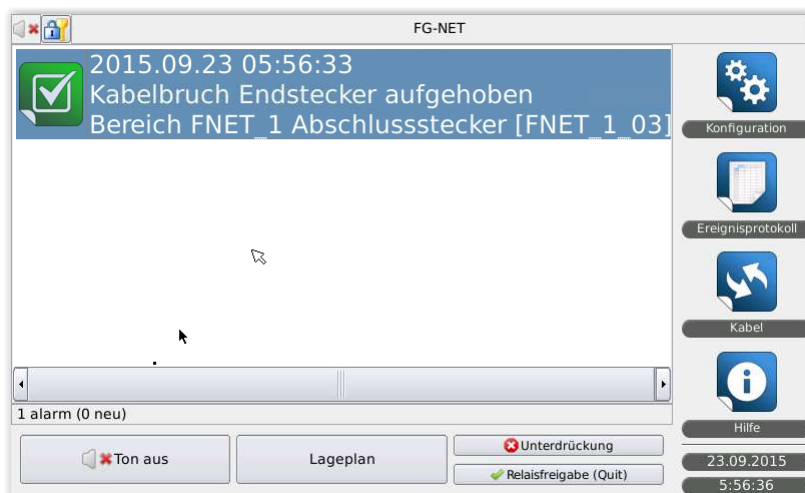 FG-NET
2015.09.23 05:56:33
Kabelbruch Endstecker aufgehoben
Bereich FNET_1 Abschlussstecker [FNET_1_03]
Konfiguration
Ereignisprotokoll
Kabel
Hilfe
1 alarm (0 neu)
Ton aus
Lageplan
Unterdrückung
Relaisfreigabe (Quit)
23.09.2015
5:56:36